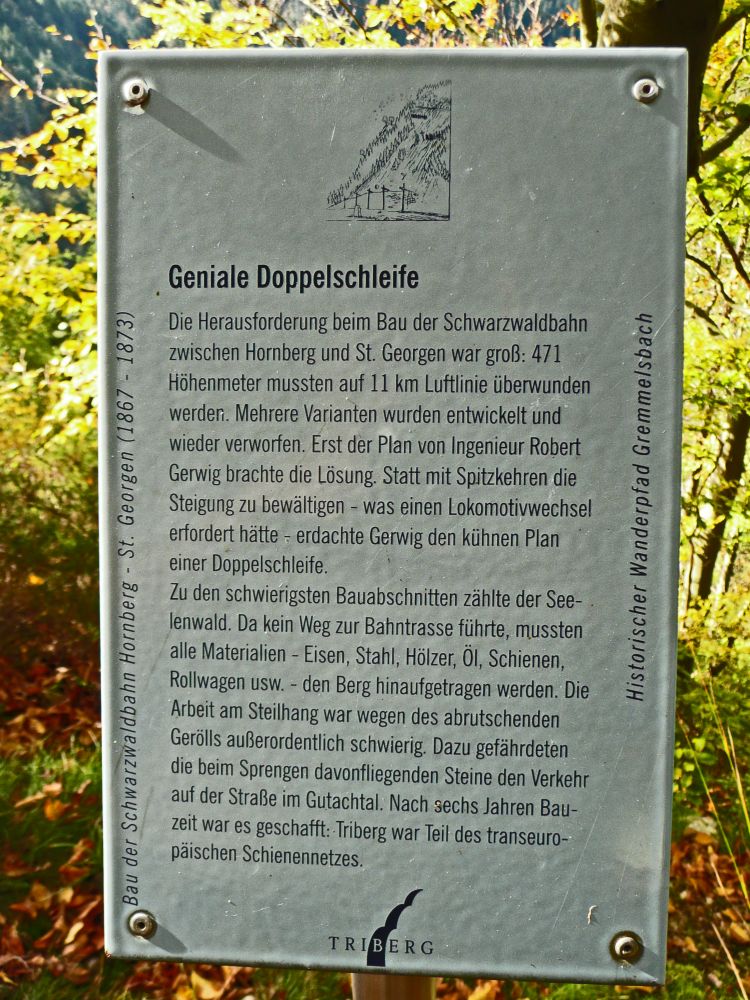 Geniale Doppelschleife
Die Herausforderung beim Bau der Schwarzwaldbahn
zwischen Hornberg und St. Georgen war groß: 471
Höhenmeter mussten auf 11 km Luftlinie überwunden
werden. Mehrere Varianten wurden entwickelt und
wieder verworfen. Erst der Plan von Ingenieur Robert
Gerwig brachte die Lösung. Statt mit Spitzkehren die
Steigung zu bewältigen - was einen Lokomotivwechsel
erfordert hätte - erdachte Gerwig den kühnen Plan
einer Doppelschleife.
Zu den schwierigsten Bauabschnitten zählte der See-
lenwald. Da kein Weg zur Bahntrasse führte, mussten
alle Materialien - Eisen, Stahl, Hölzer, Öl, Schienen,
Rollwagen usw. - den Berg hinaufgetragen werden. Die
Arbeit am Steilhang war wegen des abrutschenden
Gerölls außerordentlich schwierig. Dazu gefährdeten
die beim Sprengen davonfliegenden Steine den Verkehr
auf der Straße im Gutachtal. Nach sechs Jahren Bau-
zeit war es geschafft: Triberg war Teil des transeuro-
päischen Schienennetzes.
Bau der Schwarzwaldbahn Hornberg - St. Georgen (1867 - 1873)
Historischer Wanderpfad Gremmelsbach
TRIBERG